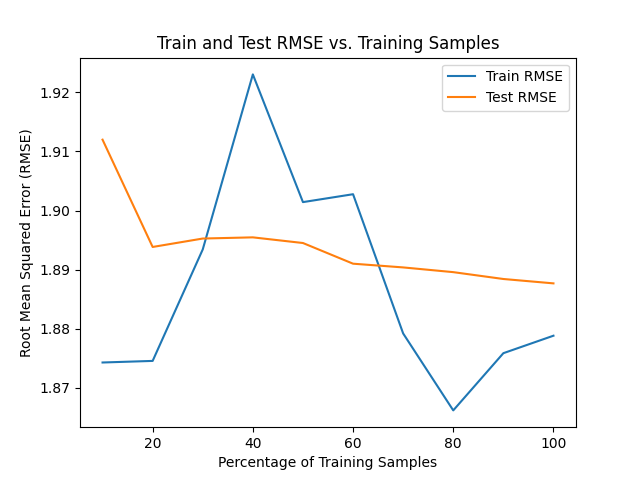 Train and Test RMSE vs. Training Samples
Train RMSE
Test RMSE
1.92
1.91
1.90
1.89
1.88
1.87
Root Mean Squared Error (RMSE)
20
40
60
80
100
Percentage of Training Samples